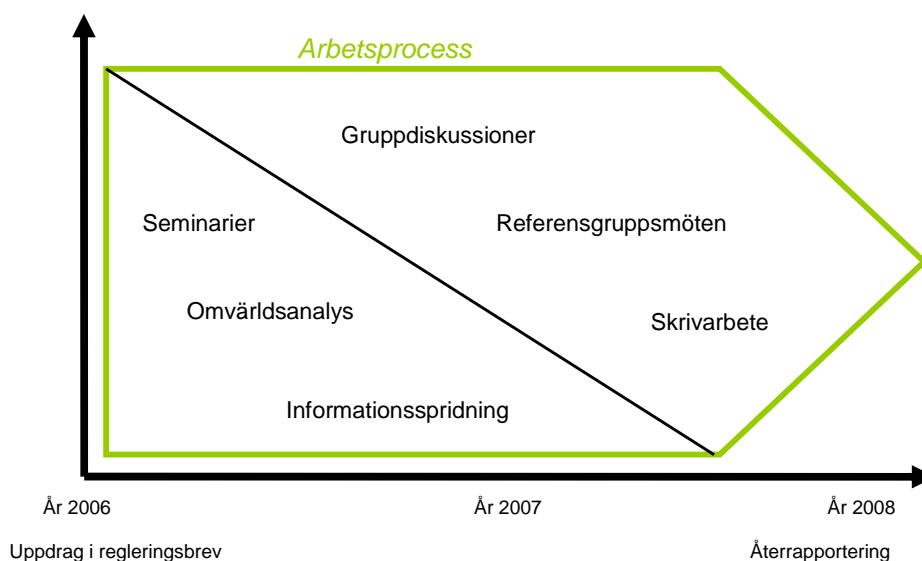 Arbetsprocess
Gruppdiskussioner
Seminarier
Referensgruppsmöten
Omvärldsanalys
Skrivarbete
Informationsspridning
År 2006
År 2007
År 2008
Uppdrag i regleringsbrev
Återrapportering